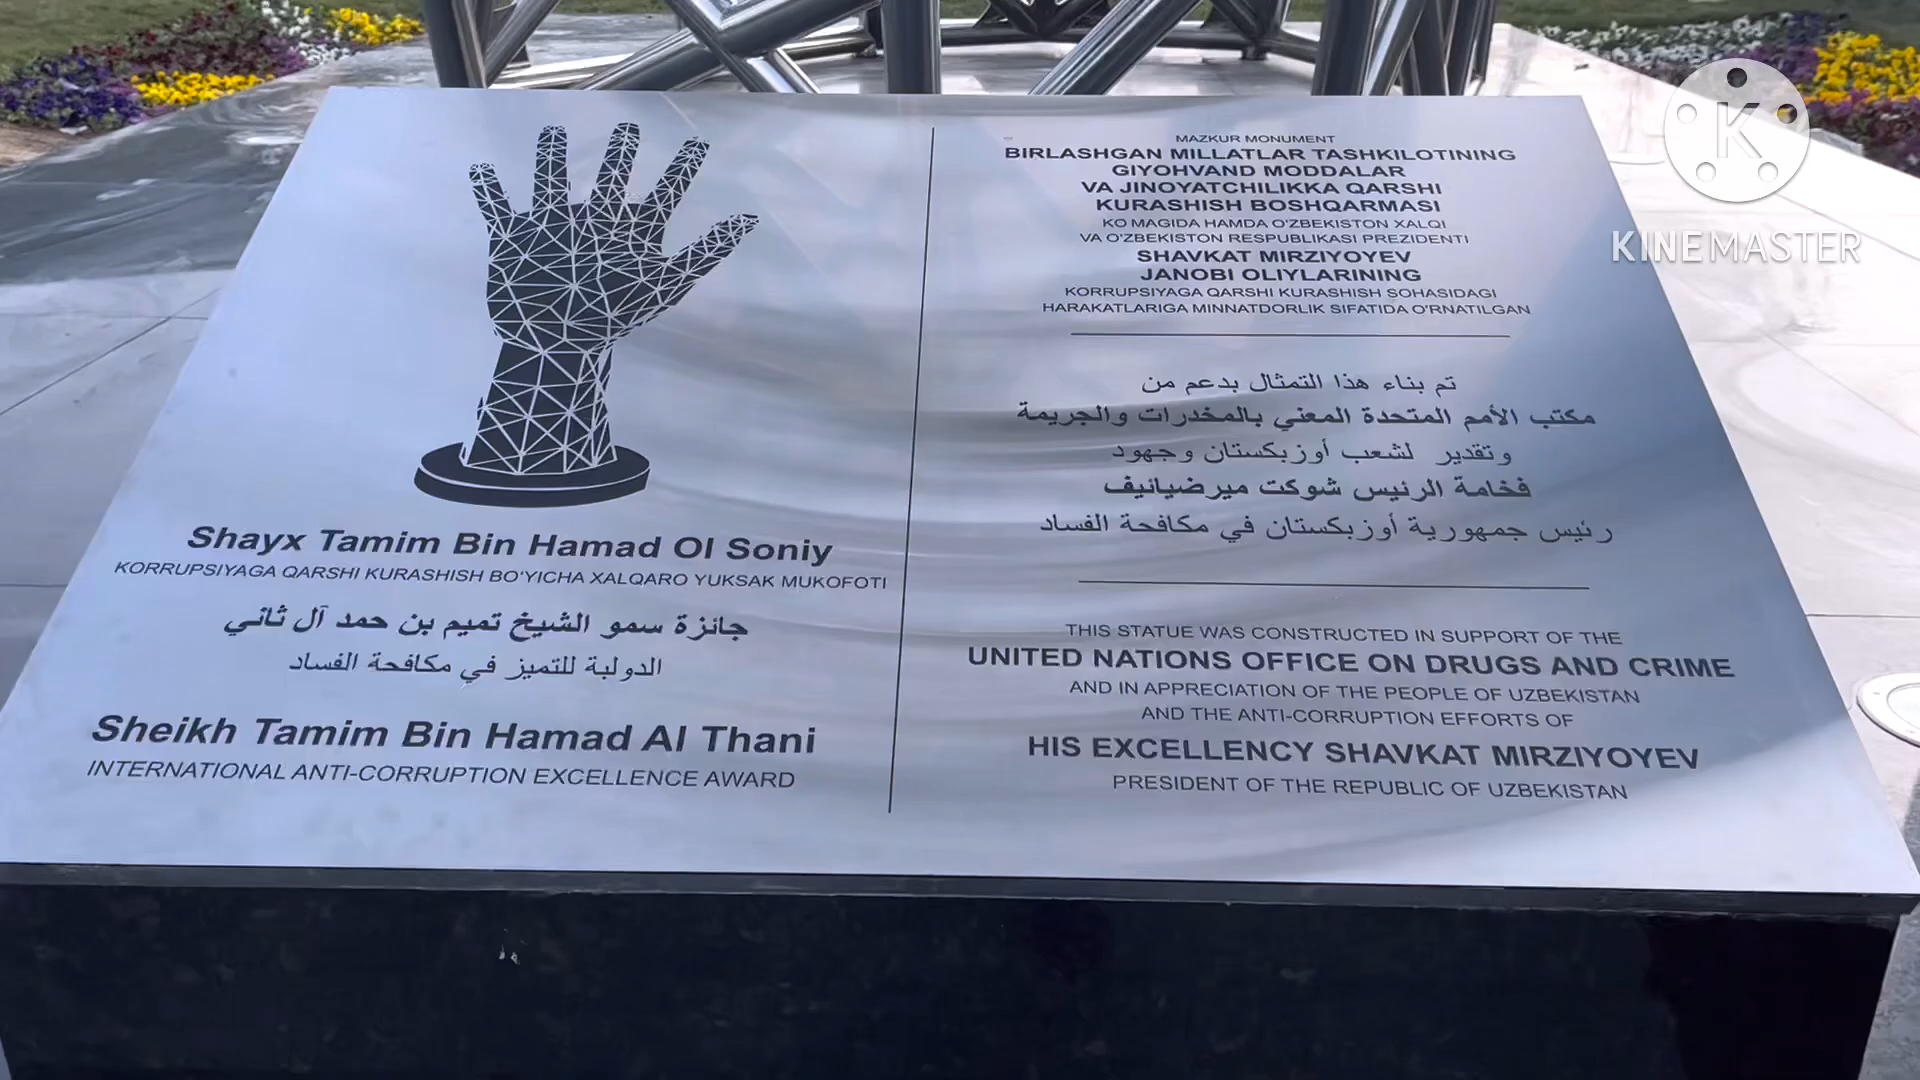 Shayx Tamim Bin Hamad Ol Soniy
KORRUPSIYAGA QARSHI KURASHISH BO'YICHA XALQARO YUKSAK MUKOFOTI
جائزة سمو الشيخ تميم بن حمد آل ثاني
الدولية للتميز في مكافحة الفساد
Sheikh Tamim Bin Hamad Al Thani
INTERNATIONAL ANTI-CORRUPTION EXCELLENCE AWARD
MAZKUR MONUMENT
BIRLASHGAN MILLATLAR TASHKILOTINING
GIYOHVAND MODDALAR
VA JINOYATCHILIKKA QARSHI
KURASHISH BOSHQARMASI
KO MAGIDA HAMDA O'ZBEKISTON XALQI
VA O'ZBEKISTON RESPUBLIKASI PREZIDENTI
SHAVKAT MIRZIYOYEV
JANOBI OLIYLARINING
KORRUPSIYAGA QARSHI KURASHISH SOHASIDAGI
HARAKATLARIGA MINNATDORLIK SIFATIDA O'RNATILGAN
تم بناء هذا التمثال بدعم من
مكتب الأمم المتحدة المعني بالمخدرات والجريمة
وتقدير لشعب أوزبكستان وجهود
فخامة الرئيس شوكت ميرضيائيف
رئيس جمهورية أوزبكستان في مكافحة الفساد
THIS STATUE WAS CONSTRUCTED IN SUPPORT OF THE
UNITED NATIONS OFFICE ON DRUGS AND CRIME
AND IN APPRECIATION OF THE PEOPLE OF UZBEKISTAN
AND THE ANTI-CORRUPTION EFFORTS OF
HIS EXCELLENCY SHAVKAT MIRZIYOYEV
PRESIDENT OF THE REPUBLIC OF UZBEKISTAN
K
KINEMASTER